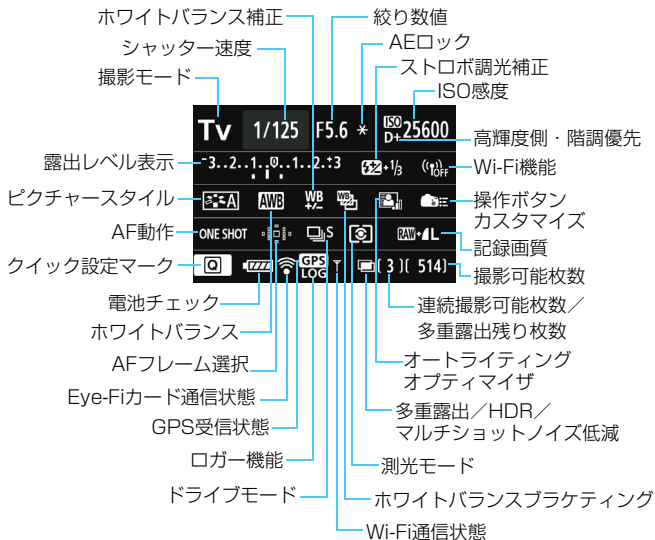 ホワイトバランス補正
絞り数値
シャッター速度
AEロック
撮影モード
ストロボ調光補正
ISO感度
Tv 1/125 F5.6 * ISO D+ 25600
高輝度側・階調優先
露出レベル表示
-3..2..1..0..1..2.+3 +1/3 OFF
Wi-Fi機能
ピクチャースタイル
A AWB WB +/- WB
操作ボタン
カスタマイズ
AF動作
ONE SHOT S RAW+L
記録画質
クイック設定マーク
Q GPS LOG [ 3 ][ 514]
撮影可能枚数
電池チェック
連続撮影可能枚数/
多重露出残り枚数
ホワイトバランス
AFフレーム選択
オートライティング
オプティマイザ
Eye-Fiカード通信状態
多重露出/HDR/
マルチショットノイズ低減
GPS受信状態
ロガー機能
測光モード
ドライブモード
ホワイトバランスブラケティング
Wi-Fi通信状態